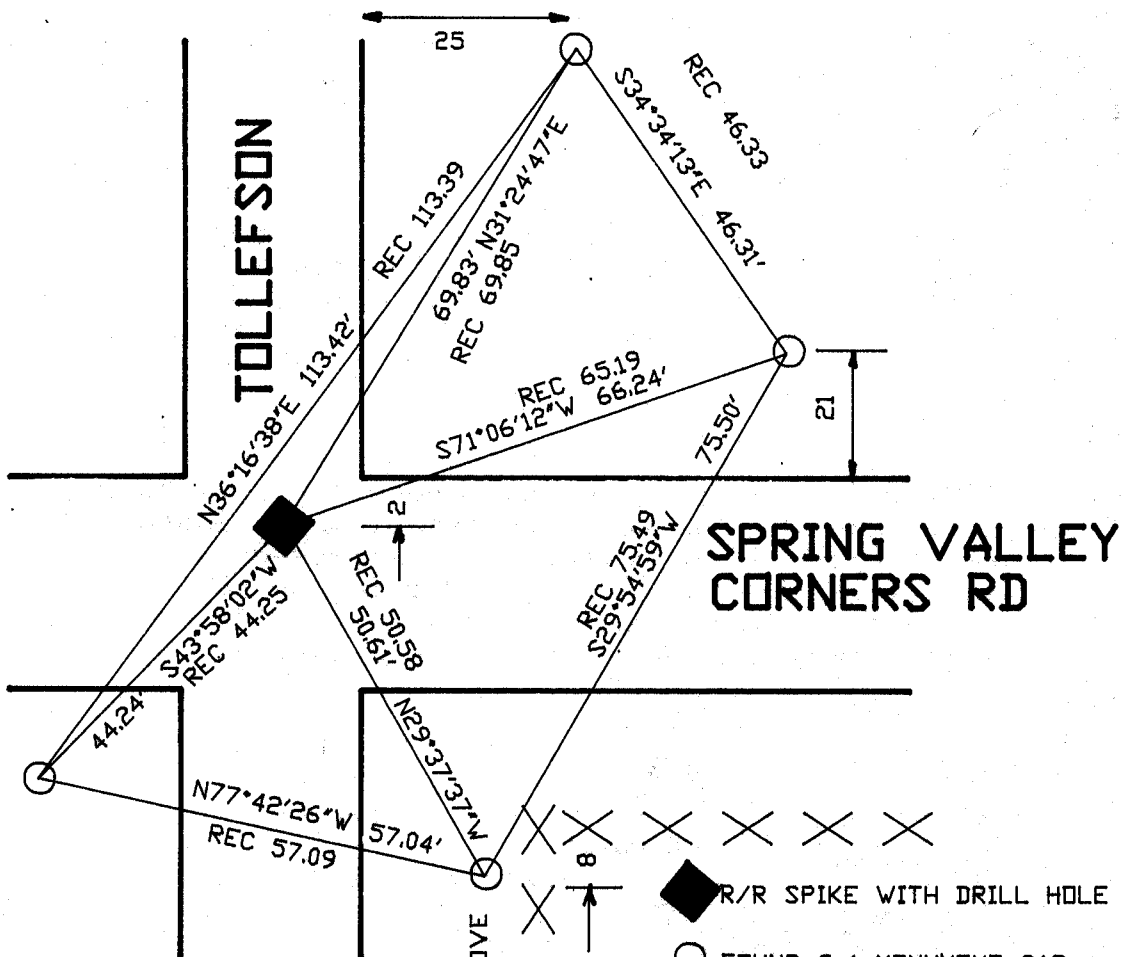 25
REC 46.33
S34°34'13"E 46.31'
TOLLEFSON
REC 113.39
N36°16'38"E 113.42'
69.83' N31°24'47"E
REC 69.85
REC 65.19
S71°06'12"W 66.24'
21
75.50'
2
SPRING VALLEY
CORNERS RD
REC 75.49
S29°54'59"W
REC 50.58
50.61'
N29°37'37"W
S43°58'02"W
REC 44.25
44.24'
N77°42'26"W 57.04'
REC 57.09
8
R/R SPIKE WITH DRILL HOLE
OVE